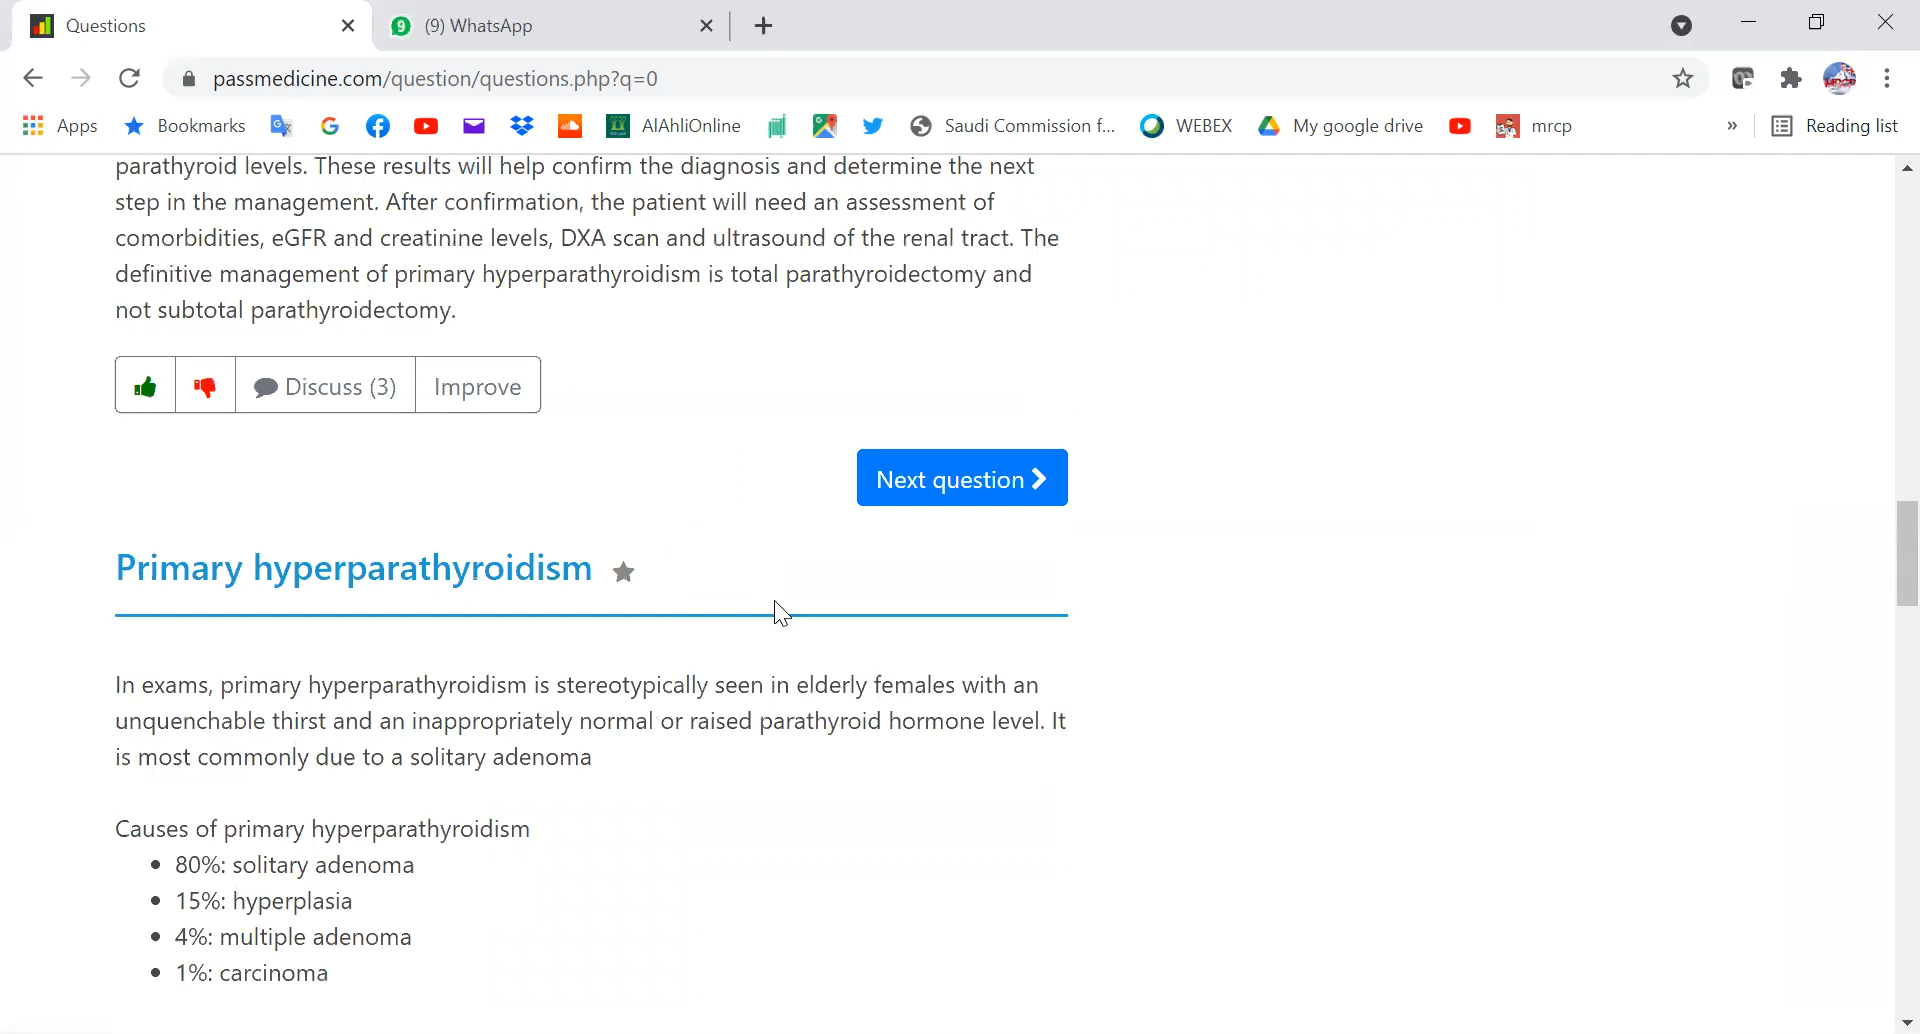 Questions
9 (9) WhatsApp
passmedicine.com/question/questions.php?q=0
Apps Bookmarks AlAhliOnline Saudi Commission f... WEBEX My google drive mrcp » Reading list
parathyroid levels. These results will help confirm the diagnosis and determine the next
step in the management. After confirmation, the patient will need an assessment of
comorbidities, eGFR and creatinine levels, DXA scan and ultrasound of the renal tract. The
definitive management of primary hyperparathyroidism is total parathyroidectomy and
not subtotal parathyroidectomy.
Discuss (3) Improve
Next question
Primary hyperparathyroidism
In exams, primary hyperparathyroidism is stereotypically seen in elderly females with an
unquenchable thirst and an inappropriately normal or raised parathyroid hormone level. It
is most commonly due to a solitary adenoma
Causes of primary hyperparathyroidism
• 80%: solitary adenoma
• 15%: hyperplasia
• 4%: multiple adenoma
• 1%: carcinoma